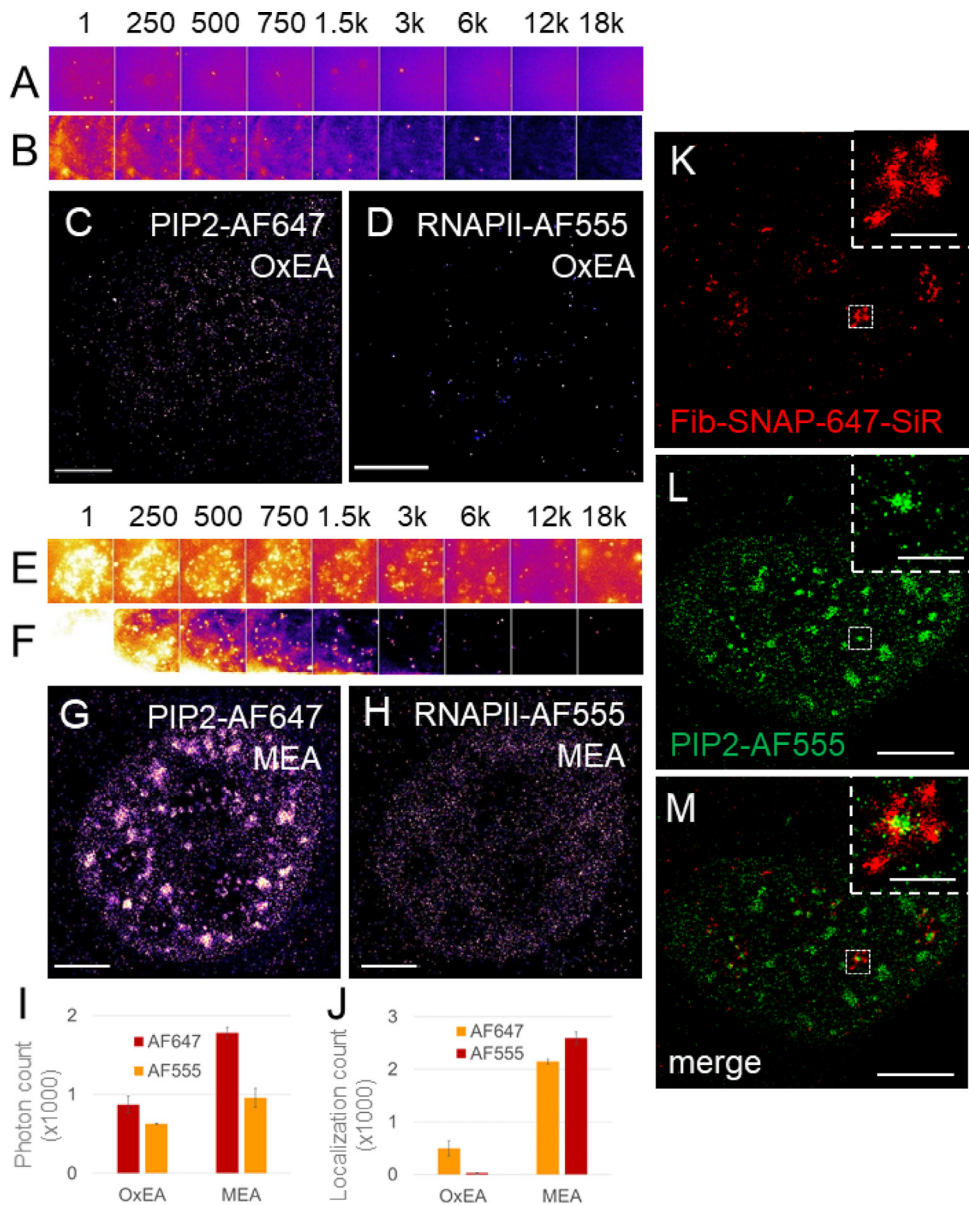 1 250 500 750 1.5k 3k 6k 12k 18k
A
B
C PIP2-AF647
OxEA
D RNAPII-AF555
OxEA
1 250 500 750 1.5k 3k 6k 12k 18k
E
F
G PIP2-AF647
MEA
H RNAPII-AF555
MEA
I
Photon count
(x1000)
2
1
0
AF647
AF555
OxEA MEA
J
Localization count
(x1000)
3
2
1
0
AF647
AF555
OxEA MEA
K
Fib-SNAP-647-SiR
L
PIP2-AF555
M
merge